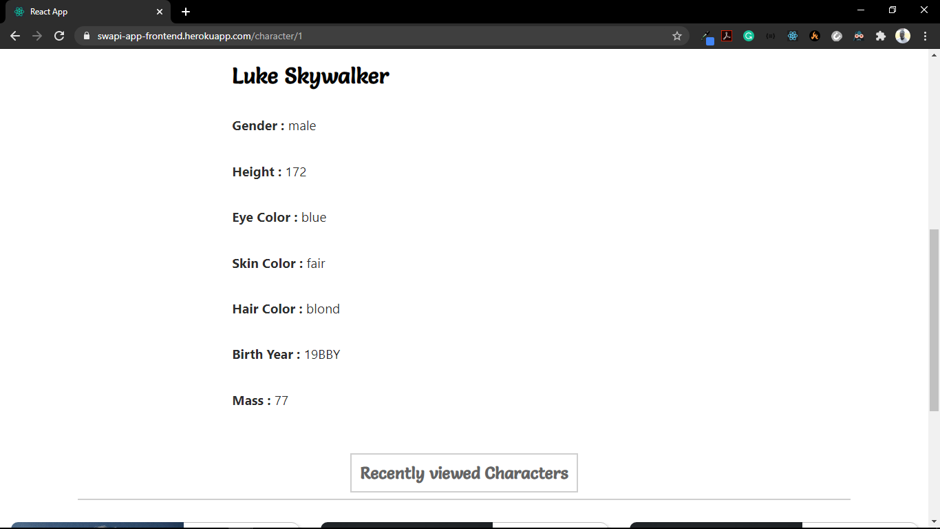 React App
swapi-app-frontend.herokuapp.com/character/1
Luke Skywalker
Gender : male
Height : 172
Eye Color : blue
Skin Color : fair
Hair Color : blond
Birth Year : 19BBY
Mass : 77
Recently viewed Characters